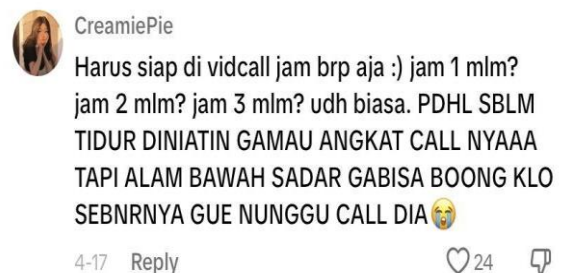 CreamiePie
Harus siap di vidcall jam brp aja :) jam 1 mlm?
jam 2 mlm? jam 3 mlm? udh biasa. PDHL SBLM
TIDUR DINIATIN GAMAU ANGKAT CALL NYAAA
TAPI ALAM BAWAH SADAR GABISA BOONG KLO
SEBNRNYA GUE NUNGGU CALL DIA😭
4-17 Reply 24